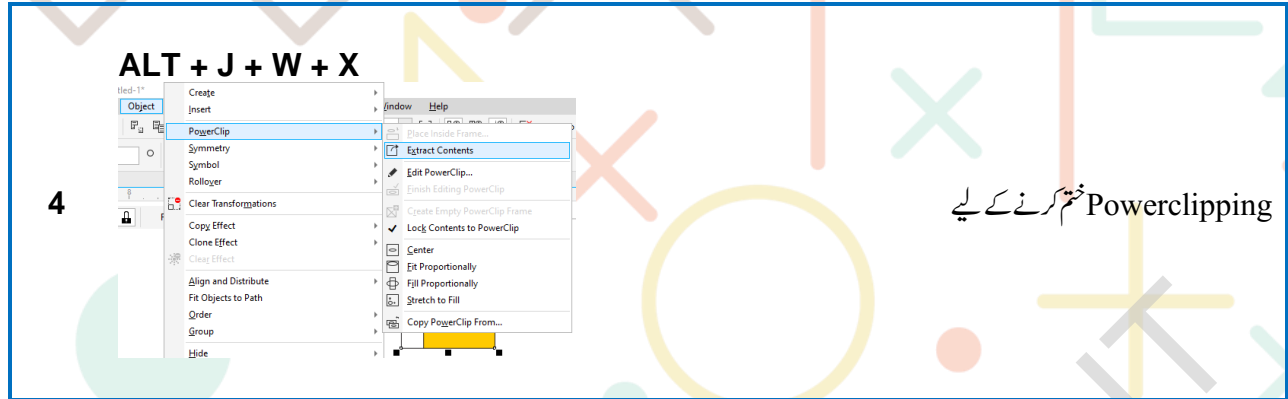 ALT + J + W + X
tled-1*
Object
Window Help
Create
Insert
PowerClip
Symmetry
Symbol
Rollover
Clear Transformations
Copy Effect
Clone Effect
Clear Effect
Align and Distribute
Fit Objects to Path
Order
Group
Hide
Place Inside Frame...
Extract Contents
Edit PowerClip...
Finish Editing PowerClip
Create Empty PowerClip Frame
Lock Contents to PowerClip
Center
Fit Proportionally
Fill Proportionally
Stretch to Fill
Copy PowerClip From...
4
Powerclipping ختم کرنے کے لیے
IT